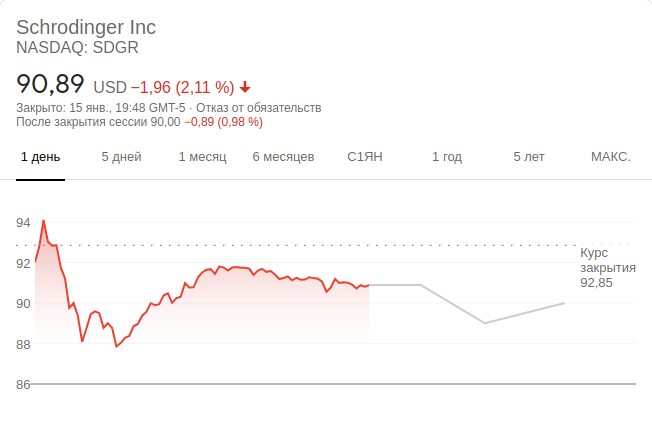 Schrodinger Inc
NASDAQ: SDGR
90,89 USD −1,96 (2,11 %)
Закрыто: 15 янв., 19:48 GMT-5 · Отказ от обязательств
После закрытия сессии 90,00 −0,89 (0,98 %)
1 день 5 дней 1 месяц 6 месяцев С1ЯН 1 год 5 лет МАКС.
94
92
90
88
86
Курс
закрытия
92,85